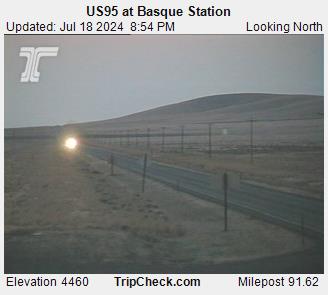 US95 at Basque Station
Updated: Jul 18 2024 8:54 PM Looking North
Elevation 4460 TripCheck.com Milepost 91.62